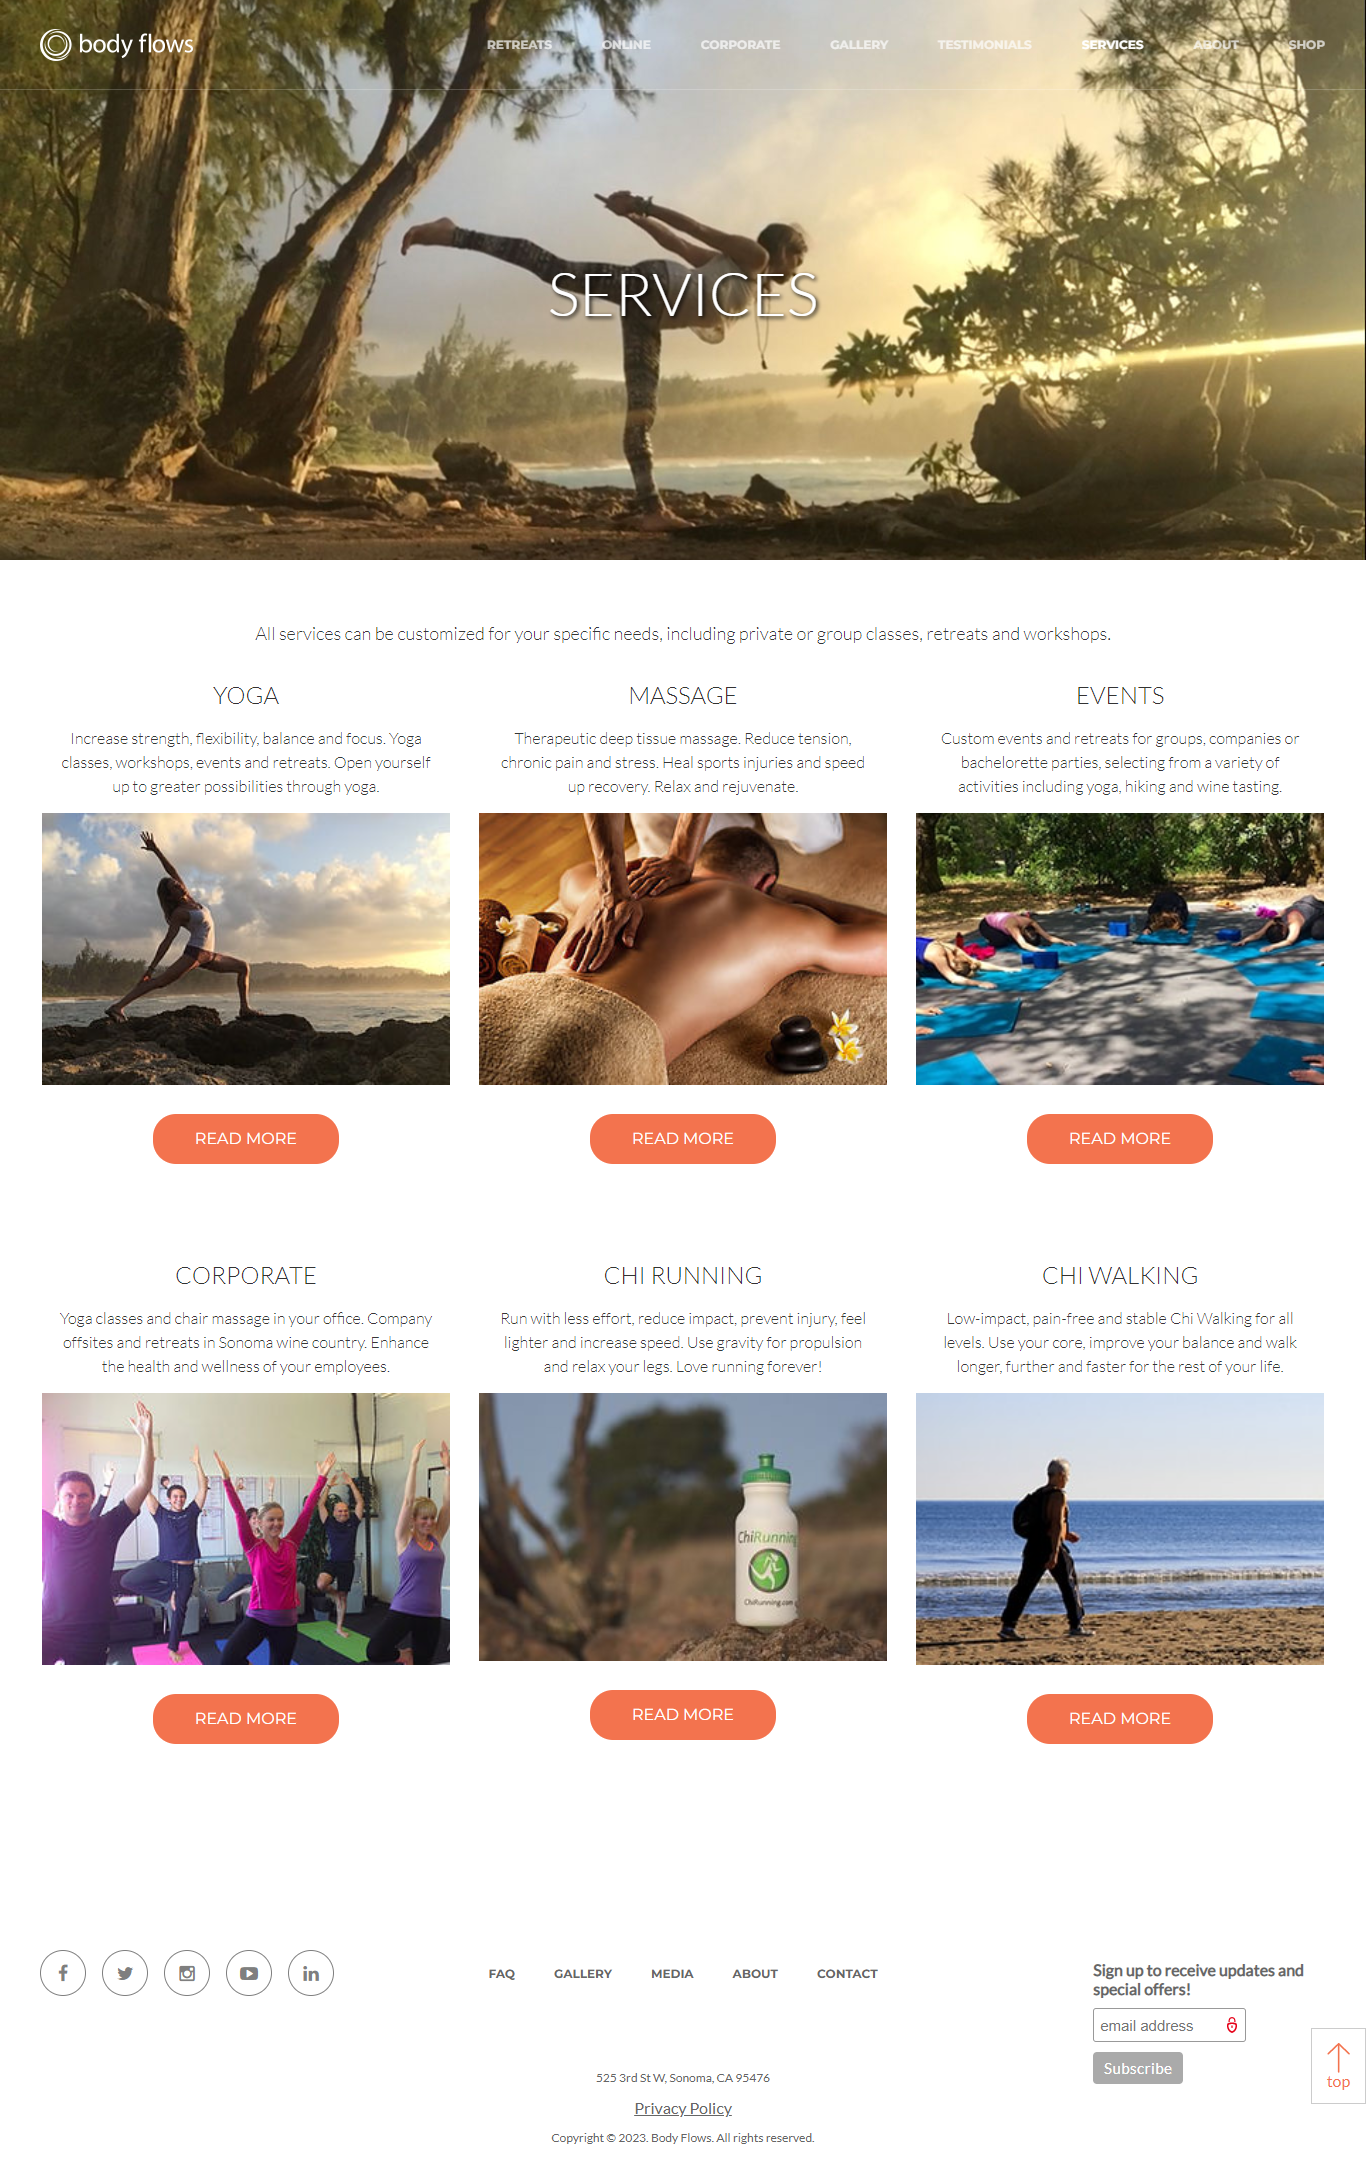 body flows
RETREATS ONLINE CORPORATE GALLERY TESTIMONIALS SERVICES ABOUT SHOP
SERVICES
All services can be customized for your specific needs, including private or group classes, retreats and workshops.
YOGA
Increase strength, flexibility, balance and focus. Yoga
classes, workshops, events and retreats. Open yourself
up to greater possibilities through yoga.
READ MORE
MASSAGE
Therapeutic deep tissue massage. Reduce tension,
chronic pain and stress. Heal sports injuries and speed
up recovery. Relax and rejuvenate.
READ MORE
EVENTS
Custom events and retreats for groups, companies or
bachelorette parties, selecting from a variety of
activities including yoga, hiking and wine tasting.
READ MORE
CORPORATE
Yoga classes and chair massage in your office. Company
offsites and retreats in Sonoma wine country. Enhance
the health and wellness of your employees.
READ MORE
CHI RUNNING
Run with less effort, reduce impact, prevent injury, feel
lighter and increase speed. Use gravity for propulsion
and relax your legs. Love running forever!
ChiRunning
ChiRunning.com
READ MORE
CHI WALKING
Low-impact, pain-free and stable Chi Walking for all
levels. Use your core, improve your balance and walk
longer, further and faster for the rest of your life.
READ MORE
FAQ GALLERY MEDIA ABOUT CONTACT
Sign up to receive updates and
special offers!
email address
Subscribe
top
525 3rd St W, Sonoma, CA 95476
Privacy Policy
Copyright © 2023. Body Flows. All rights reserved.